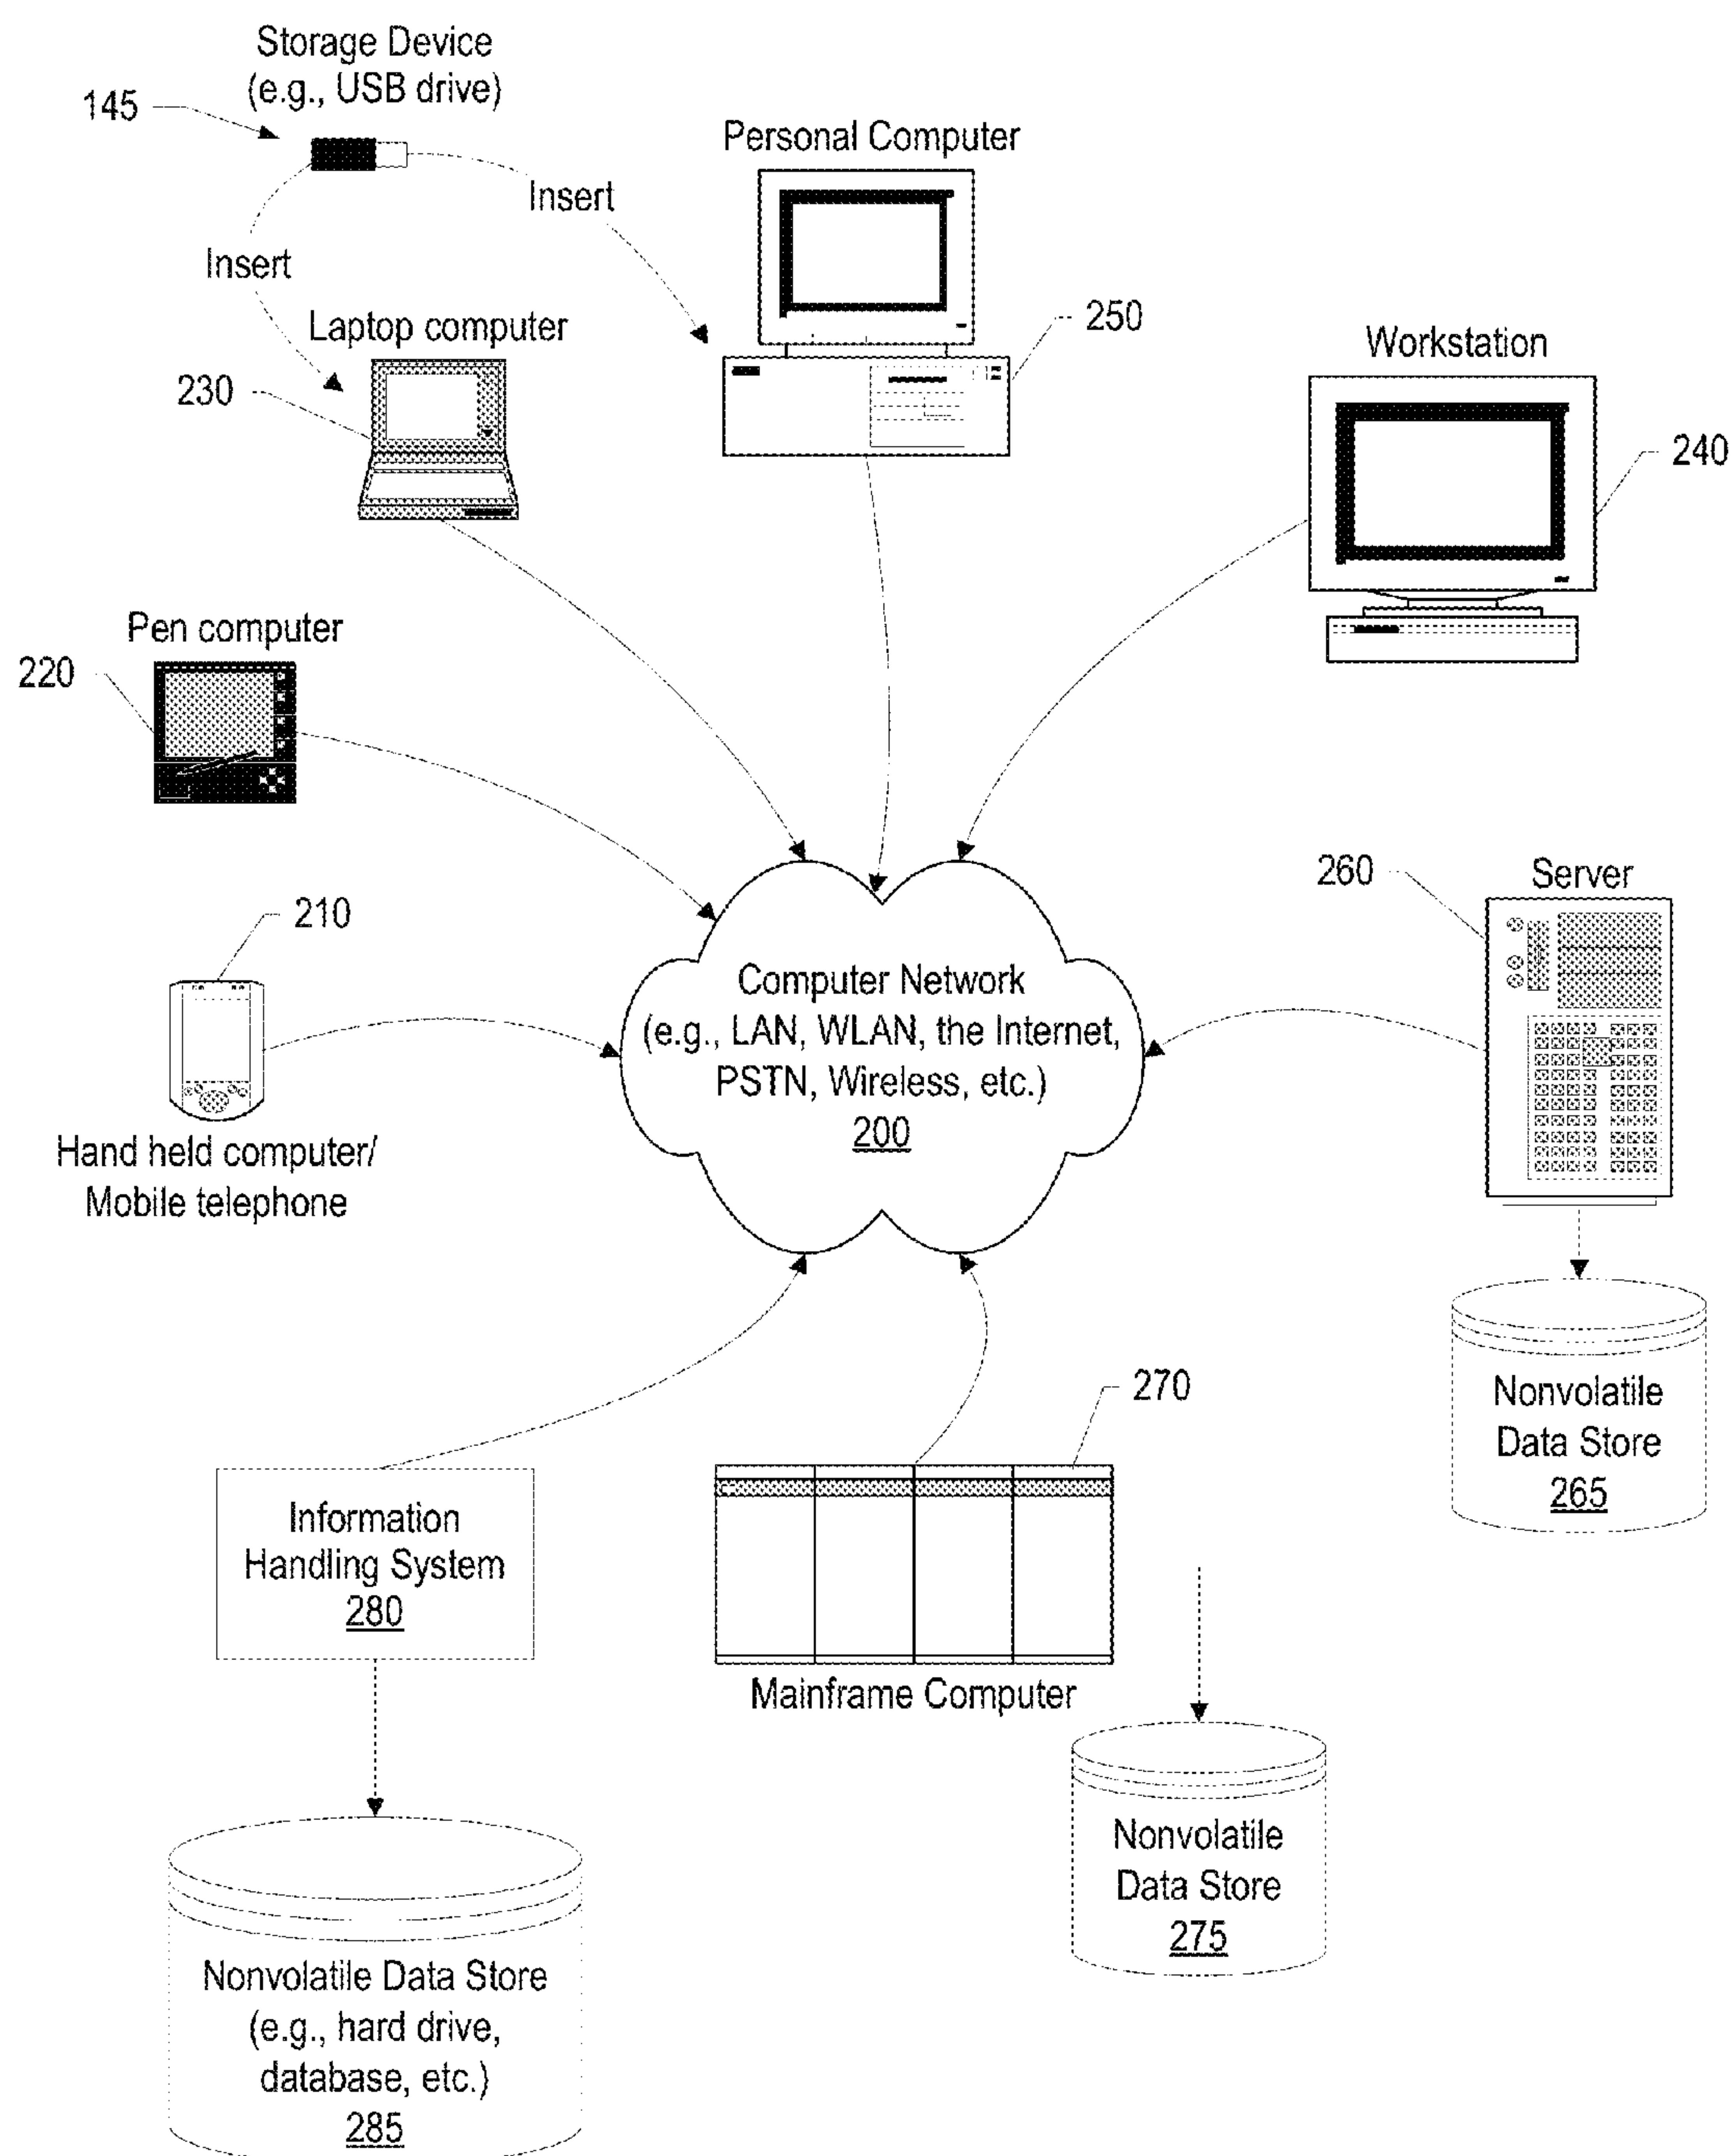 Storage Device
(e.g., USB drive)
145
Insert
Insert
Personal Computer
250
Laptop computer
230
Workstation
240
Pen computer
220
210
Hand held computer/
Mobile telephone
Computer Network
(e.g., LAN, WLAN, the Internet,
PSTN, Wireless, etc.)
200
260
Server
Nonvolatile
Data Store
265
270
Mainframe Computer
Information
Handling System
280
Nonvolatile
Data Store
275
Nonvolatile Data Store
(e.g., hard drive,
database, etc.)
285